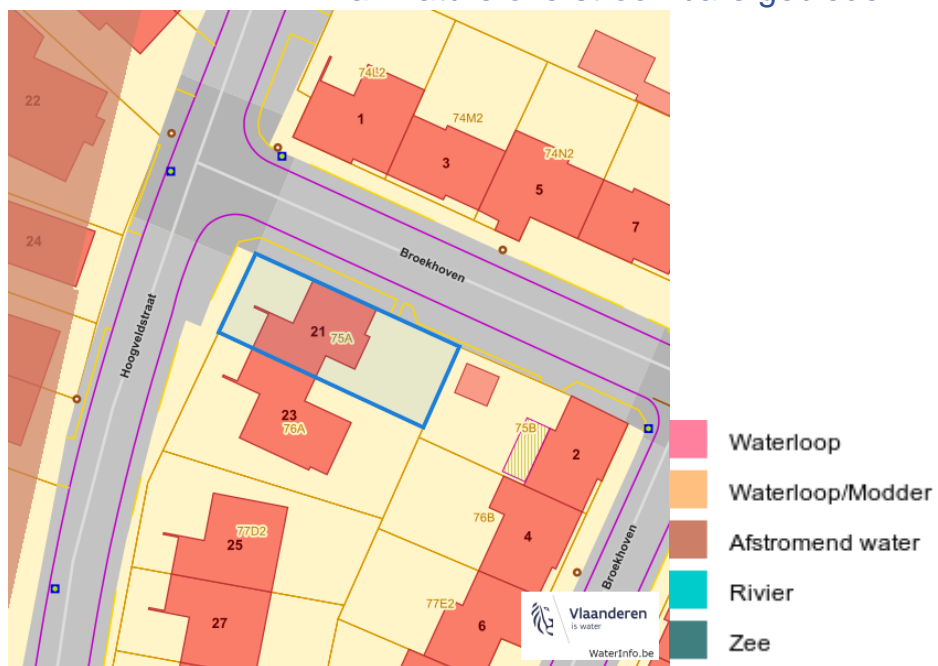 22
74L2
1
74M2
3
74N2
5
7
24
Broekhoven
Hoogveldstraat
21
75A
23
76A
75B
2
76B
4
77D2
25
Broekhoven
77E2
27
6
Vlaanderen
is water
WaterInfo.be
Waterloop
Waterloop/Modder
Afstromend water
Rivier
Zee